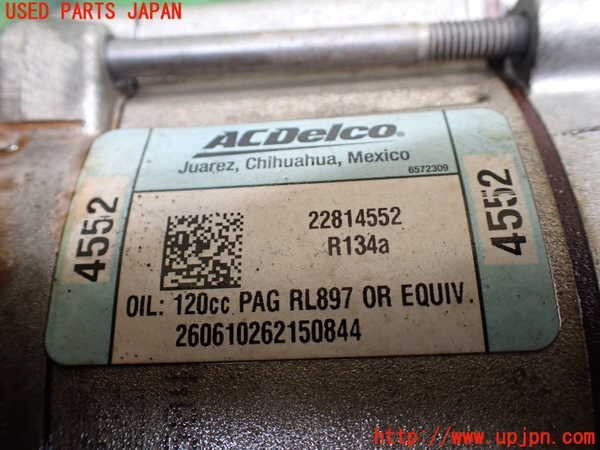 USED PARTS JAPAN
ACDelco®
Juarez, Chihuahua, Mexico
6572309
4552
22814552
R134a
4552
OIL: 120cc PAG RL897 OR EQUIV.
260610262150844
http://www.upjpn.com/